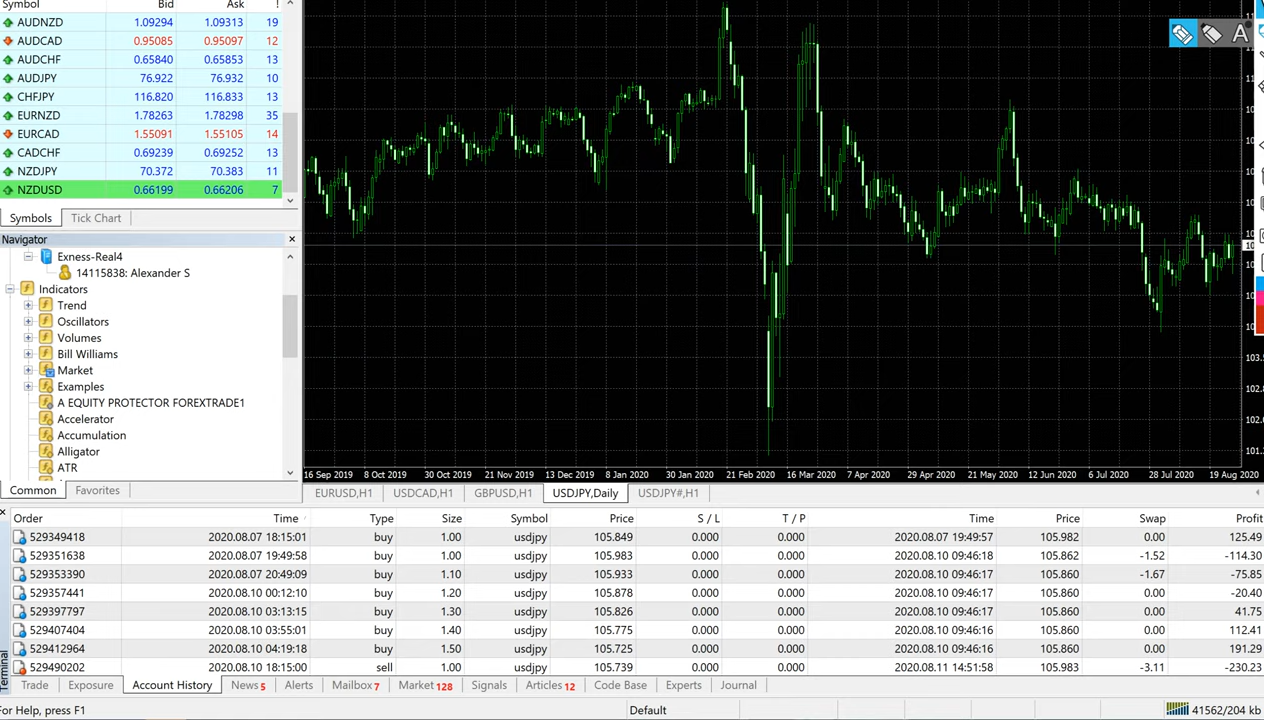 Symbol Bid Ask !
AUDNZD 1.09294 1.09313 19
AUDCAD 0.95085 0.95097 12
AUDCHF 0.65840 0.65853 13
AUDJPY 76.922 76.932 10
CHFJPY 116.820 116.833 13
EURNZD 1.78263 1.78298 35
EURCAD 1.55091 1.55105 14
CADCHF 0.69239 0.69252 13
NZDJPY 70.372 70.383 11
NZDUSD 0.66199 0.66206 7
Symbols Tick Chart
Navigator
Exness-Real4
14115838: Alexander S
Indicators
Trend
Oscillators
Volumes
Bill Williams
Market
Examples
A EQUITY PROTECTOR FOREXTRADE1
Accelerator
Accumulation
Alligator
ATR
Common Favorites
A
103.5
102.8
102.0
101.
16 Sep 2019 8 Oct 2019 30 Oct 2019 21 Nov 2019 13 Dec 2019 8 Jan 2020 30 Jan 2020 21 Feb 2020 16 Mar 2020 7 Apr 2020 29 Apr 2020 21 May 2020 12 Jun 2020 6 Jul 2020 28 Jul 2020 19 Aug 2020
EURUSD,H1 USDCAD,H1 GBPUSD,H1 USDJPY,Daily USDJPY#,H1
Order Time Type Size Symbol Price S / L T / P Time Price Swap Profit
529349418 2020.08.07 18:15:01 buy 1.00 usdjpy 105.849 0.000 0.000 2020.08.07 19:49:57 105.982 0.00 125.49
529351638 2020.08.07 19:49:58 buy 1.00 usdjpy 105.983 0.000 0.000 2020.08.10 09:46:18 105.862 -1.52 -114.30
529353390 2020.08.07 20:49:09 buy 1.10 usdjpy 105.933 0.000 0.000 2020.08.10 09:46:17 105.860 -1.67 -75.85
529357441 2020.08.10 00:12:10 buy 1.20 usdjpy 105.878 0.000 0.000 2020.08.10 09:46:17 105.860 0.00 -20.40
529397797 2020.08.10 03:13:15 buy 1.30 usdjpy 105.826 0.000 0.000 2020.08.10 09:46:17 105.860 0.00 41.75
529407404 2020.08.10 03:55:01 buy 1.40 usdjpy 105.775 0.000 0.000 2020.08.10 09:46:16 105.860 0.00 112.41
529412964 2020.08.10 04:19:18 buy 1.50 usdjpy 105.725 0.000 0.000 2020.08.10 09:46:16 105.860 0.00 191.29
529490202 2020.08.10 18:15:00 sell 1.00 usdjpy 105.739 0.000 0.000 2020.08.11 14:51:58 105.983 -3.11 -230.23
Terminal
Trade Exposure Account History News 5 Alerts Mailbox 7 Market 128 Signals Articles 12 Code Base Experts Journal
For Help, press F1 Default 41562/204 kb